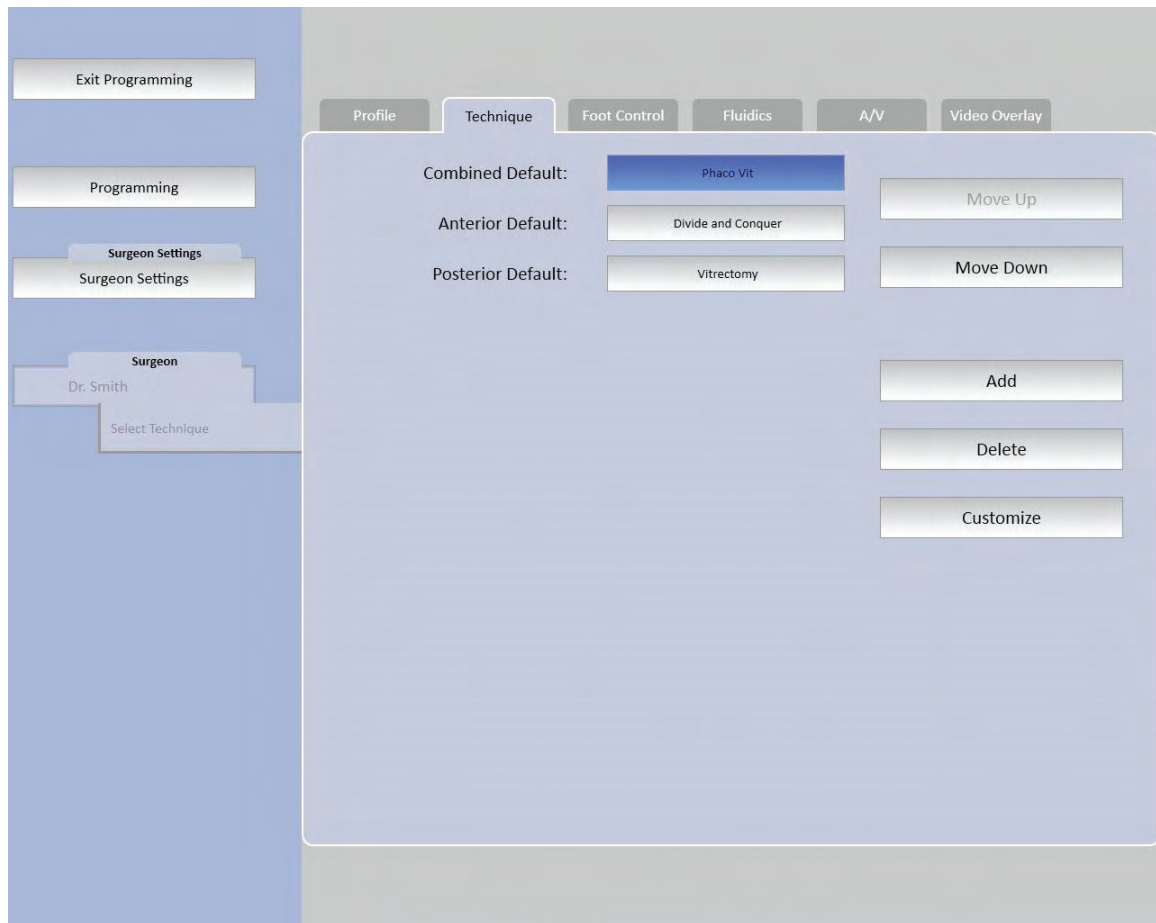 Exit Programming
Programming
Surgeon Settings
Surgeon Settings
Surgeon
Dr. Smith
Select Technique
Profile Technique Foot Control Fluidics A/V Video Overlay
Combined Default: Phaco Vit
Anterior Default: Divide and Conquer
Posterior Default: Vitrectomy
Move Up
Move Down
Add
Delete
Customize